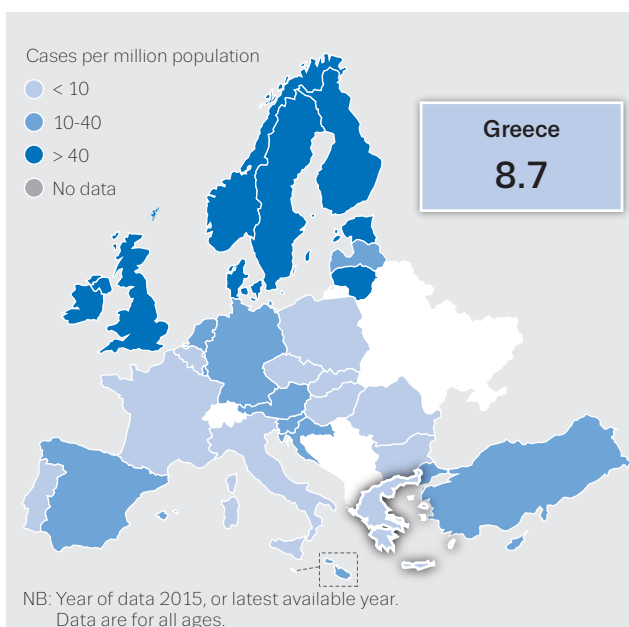 Cases per million population
< 10
10-40
> 40
No data
Greece
8.7
NB: Year of data 2015, or latest available year.
Data are for all ages.